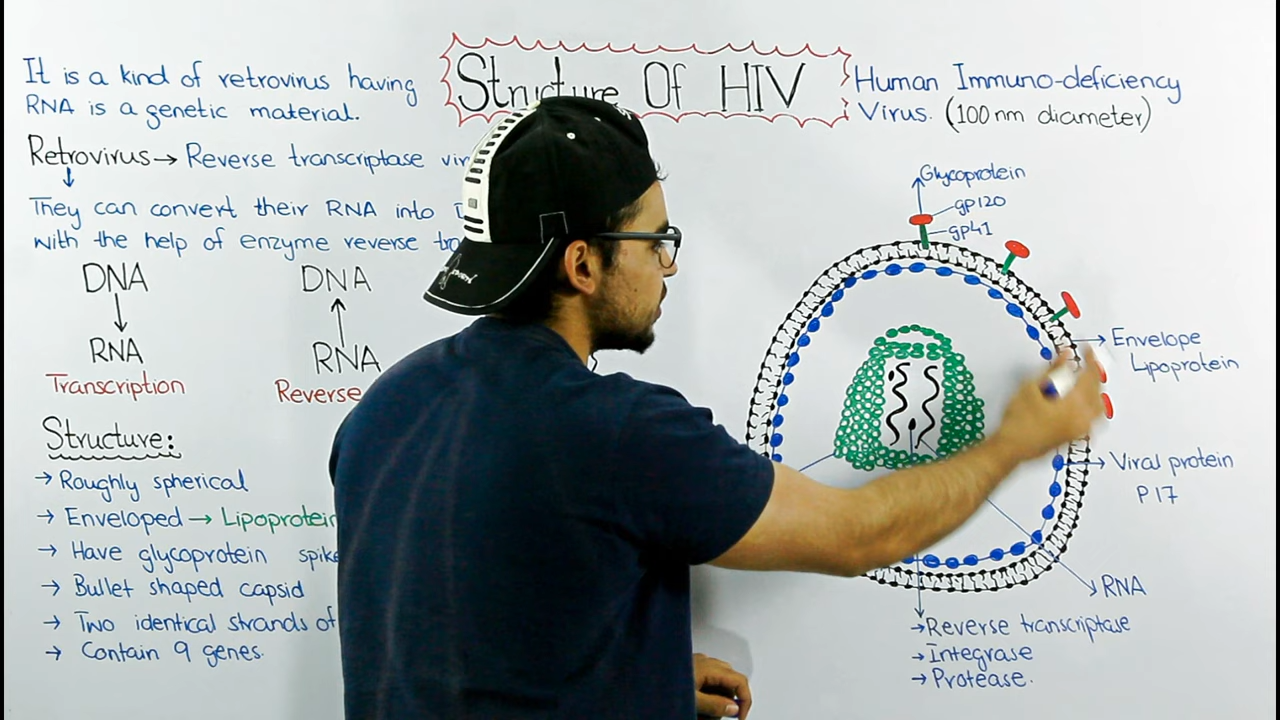 Structure Of HIV
It is a kind of retrovirus having
RNA is a genetic material.
Retrovirus → Reverse transcriptase
They can convert their RNA into
with the help of enzyme reverse
DNA
RNA
Transcription
DNA
RNA
Reverse
Structure:
→ Roughly spherical
→ Enveloped → Lipoprotein
→ Have glycoprotein
→ Bullet shaped capsid
→ Two identical strands of
→ Contain 9 genes.
Human Immuno-deficiency
Virus. (100 nm diameter)
Glycoprotein
gp120
gp41
Envelope
Lipoprotein
Viral protein
P17
RNA
→ Reverse transcriptase
→ Integrase
→ Protease.